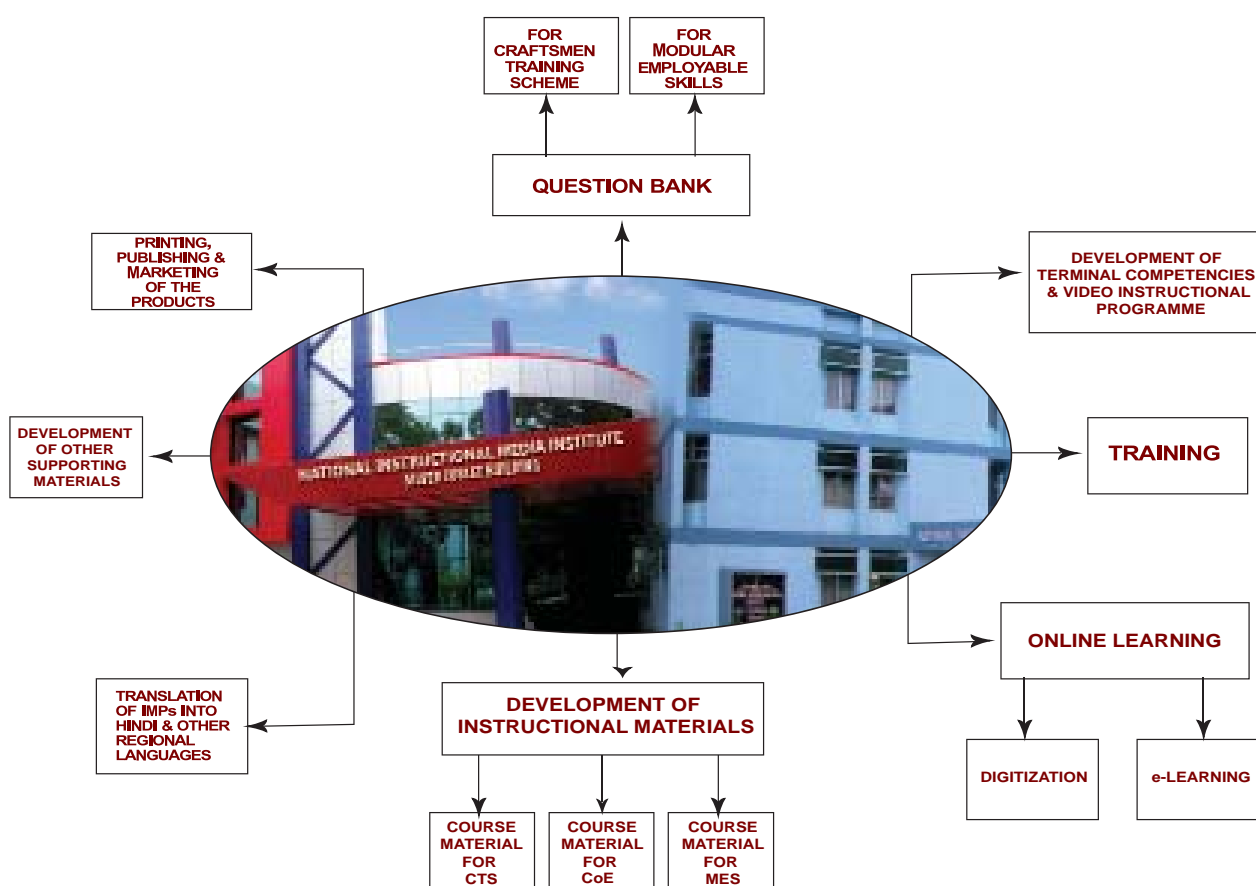 FOR
CRAFTSMEN
TRAINING
SCHEME
FOR
MODULAR
EMPLOYABLE
SKILLS
QUESTION BANK
PRINTING,
PUBLISHING &
MARKETING
OF THE
PRODUCTS
DEVELOPMENT OF
TERMINAL COMPETENCIES
& VIDEO INSTRUCTIONAL
PROGRAMME
DEVELOPMENT
OF OTHER
SUPPORTING
MATERIALS
NATIONAL INSTRUCTIONAL MEDIA INSTITUTE
TRAINING
ONLINE LEARNING
TRANSLATION
OF IMPs INTO
HINDI & OTHER
REGIONAL
LANGUAGES
DEVELOPMENT OF
INSTRUCTIONAL MATERIALS
DIGITIZATION
e-LEARNING
COURSE
MATERIAL
FOR
CTS
COURSE
MATERIAL
FOR
CoE
COURSE
MATERIAL
FOR
MES